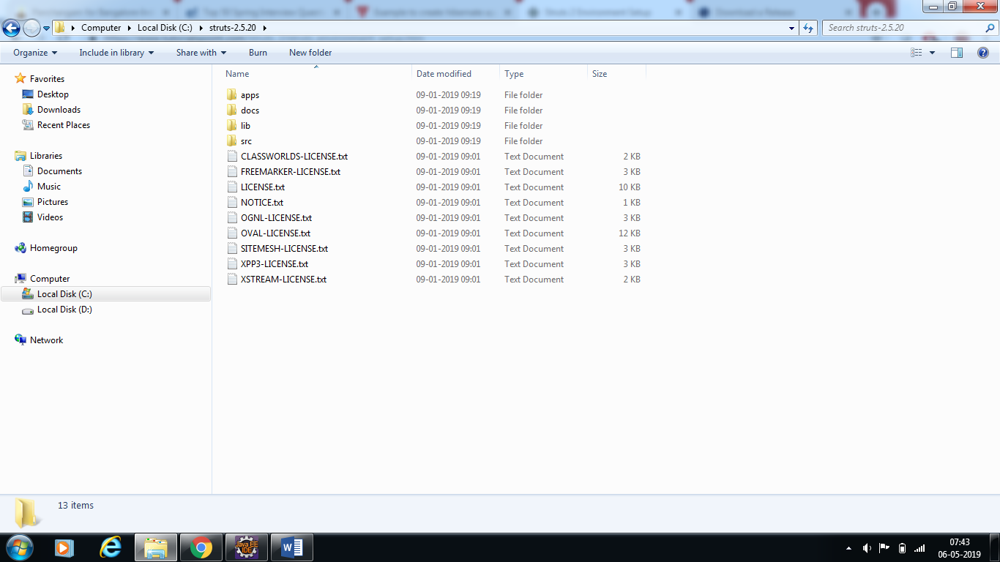 Computer Local Disk (C:) struts-2.5.20
Search struts-2.5.20
Organize Include in library Share with Burn New folder
Favorites
Desktop
Downloads
Recent Places
Libraries
Documents
Music
Pictures
Videos
Homegroup
Computer
Local Disk (C:)
Local Disk (D:)
Network
Name Date modified Type Size
apps 09-01-2019 09:19 File folder
docs 09-01-2019 09:19 File folder
lib 09-01-2019 09:19 File folder
src 09-01-2019 09:19 File folder
CLASSWORLDS-LICENSE.txt 09-01-2019 09:01 Text Document 2 KB
FREEMARKER-LICENSE.txt 09-01-2019 09:01 Text Document 3 KB
LICENSE.txt 09-01-2019 09:01 Text Document 10 KB
NOTICE.txt 09-01-2019 09:01 Text Document 1 KB
OGNL-LICENSE.txt 09-01-2019 09:01 Text Document 3 KB
OVAL-LICENSE.txt 09-01-2019 09:01 Text Document 12 KB
SITEMESH-LICENSE.txt 09-01-2019 09:01 Text Document 3 KB
XPP3-LICENSE.txt 09-01-2019 09:01 Text Document 3 KB
XSTREAM-LICENSE.txt 09-01-2019 09:01 Text Document 2 KB
13 items
Java EE
IDE
07:43
06-05-2019